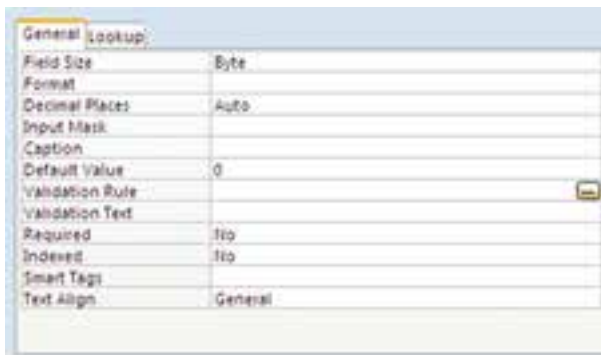 General Lookup
Field Size Byte
Format
Decimal Places Auto
Input Mask
Caption
Default Value 0
Validation Rule ...
Validation Text
Required No
Indexed No
Smart Tags
Text Align General